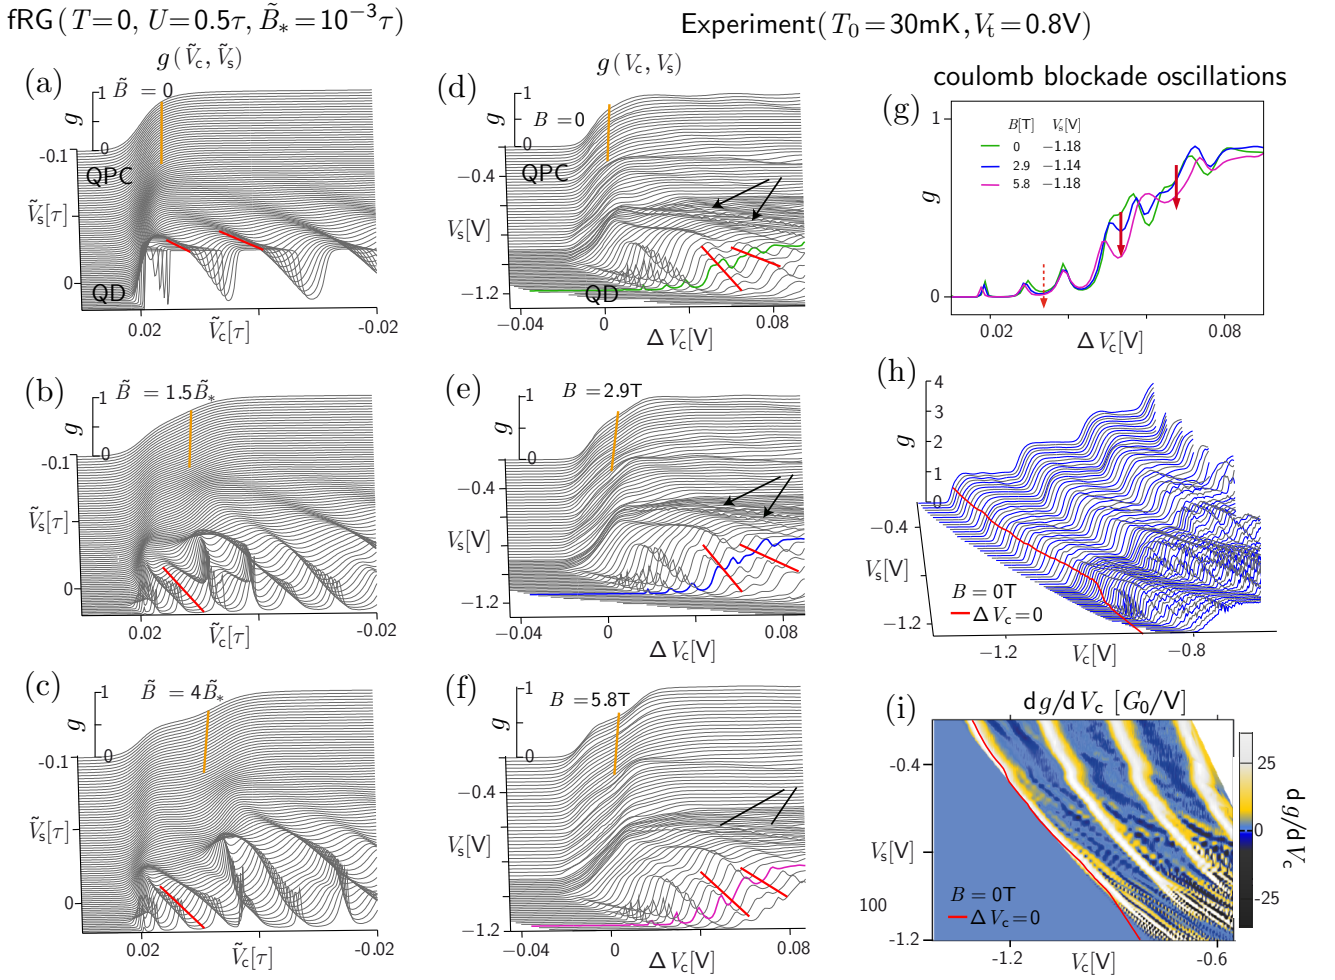 fRG(T=0, U=0.5τ, B̃*=10⁻³τ)
Experiment(T₀=30mK, Vt=0.8V)
g(Ṽc, Ṽs)
(a)
B̃ =0
g
1
0
-0.1
QPC
Ṽs[τ]
0
QD
0.02
Ṽc[τ]
-0.02
(b)
B̃ =1.5B̃*
g
1
0
-0.1
Ṽs[τ]
0
0.02
Ṽc[τ]
-0.02
(c)
B̃ =4B̃*
g
1
0
-0.1
Ṽs[τ]
0
0.02
Ṽc[τ]
-0.02
g(Vc, Vs)
(d)
B=0
g
1
0
QPC
−0.4
Vs[V]
−1.2
QD
−0.04
0
0.08
ΔVc[V]
(e)
B=2.9T
g
1
0
−0.4
Vs[V]
−1.2
−0.04
0
0.08
ΔVc[V]
(f)
B=5.8T
g
1
0
−0.4
Vs[V]
−1.2
−0.04
0
0.08
ΔVc[V]
coulomb blockade oscillations
(g)
1
g
0
B[T] Vs[V]
0 −1.18
2.9 −1.14
5.8 −1.18
0.02
ΔVc[V]
0.08
(h)
g
4
3
2
1
0
−0.4
Vs[V]
−1.2
B=0T
ΔVc=0
−1.2
Vc[V]
−0.8
(i)
dg/dVc [G₀/V]
-0.4
Vs[V]
100
-1.2
B=0T
ΔVc=0
-1.2
Vc[V]
-0.6
25
0
-25
dg/dVc